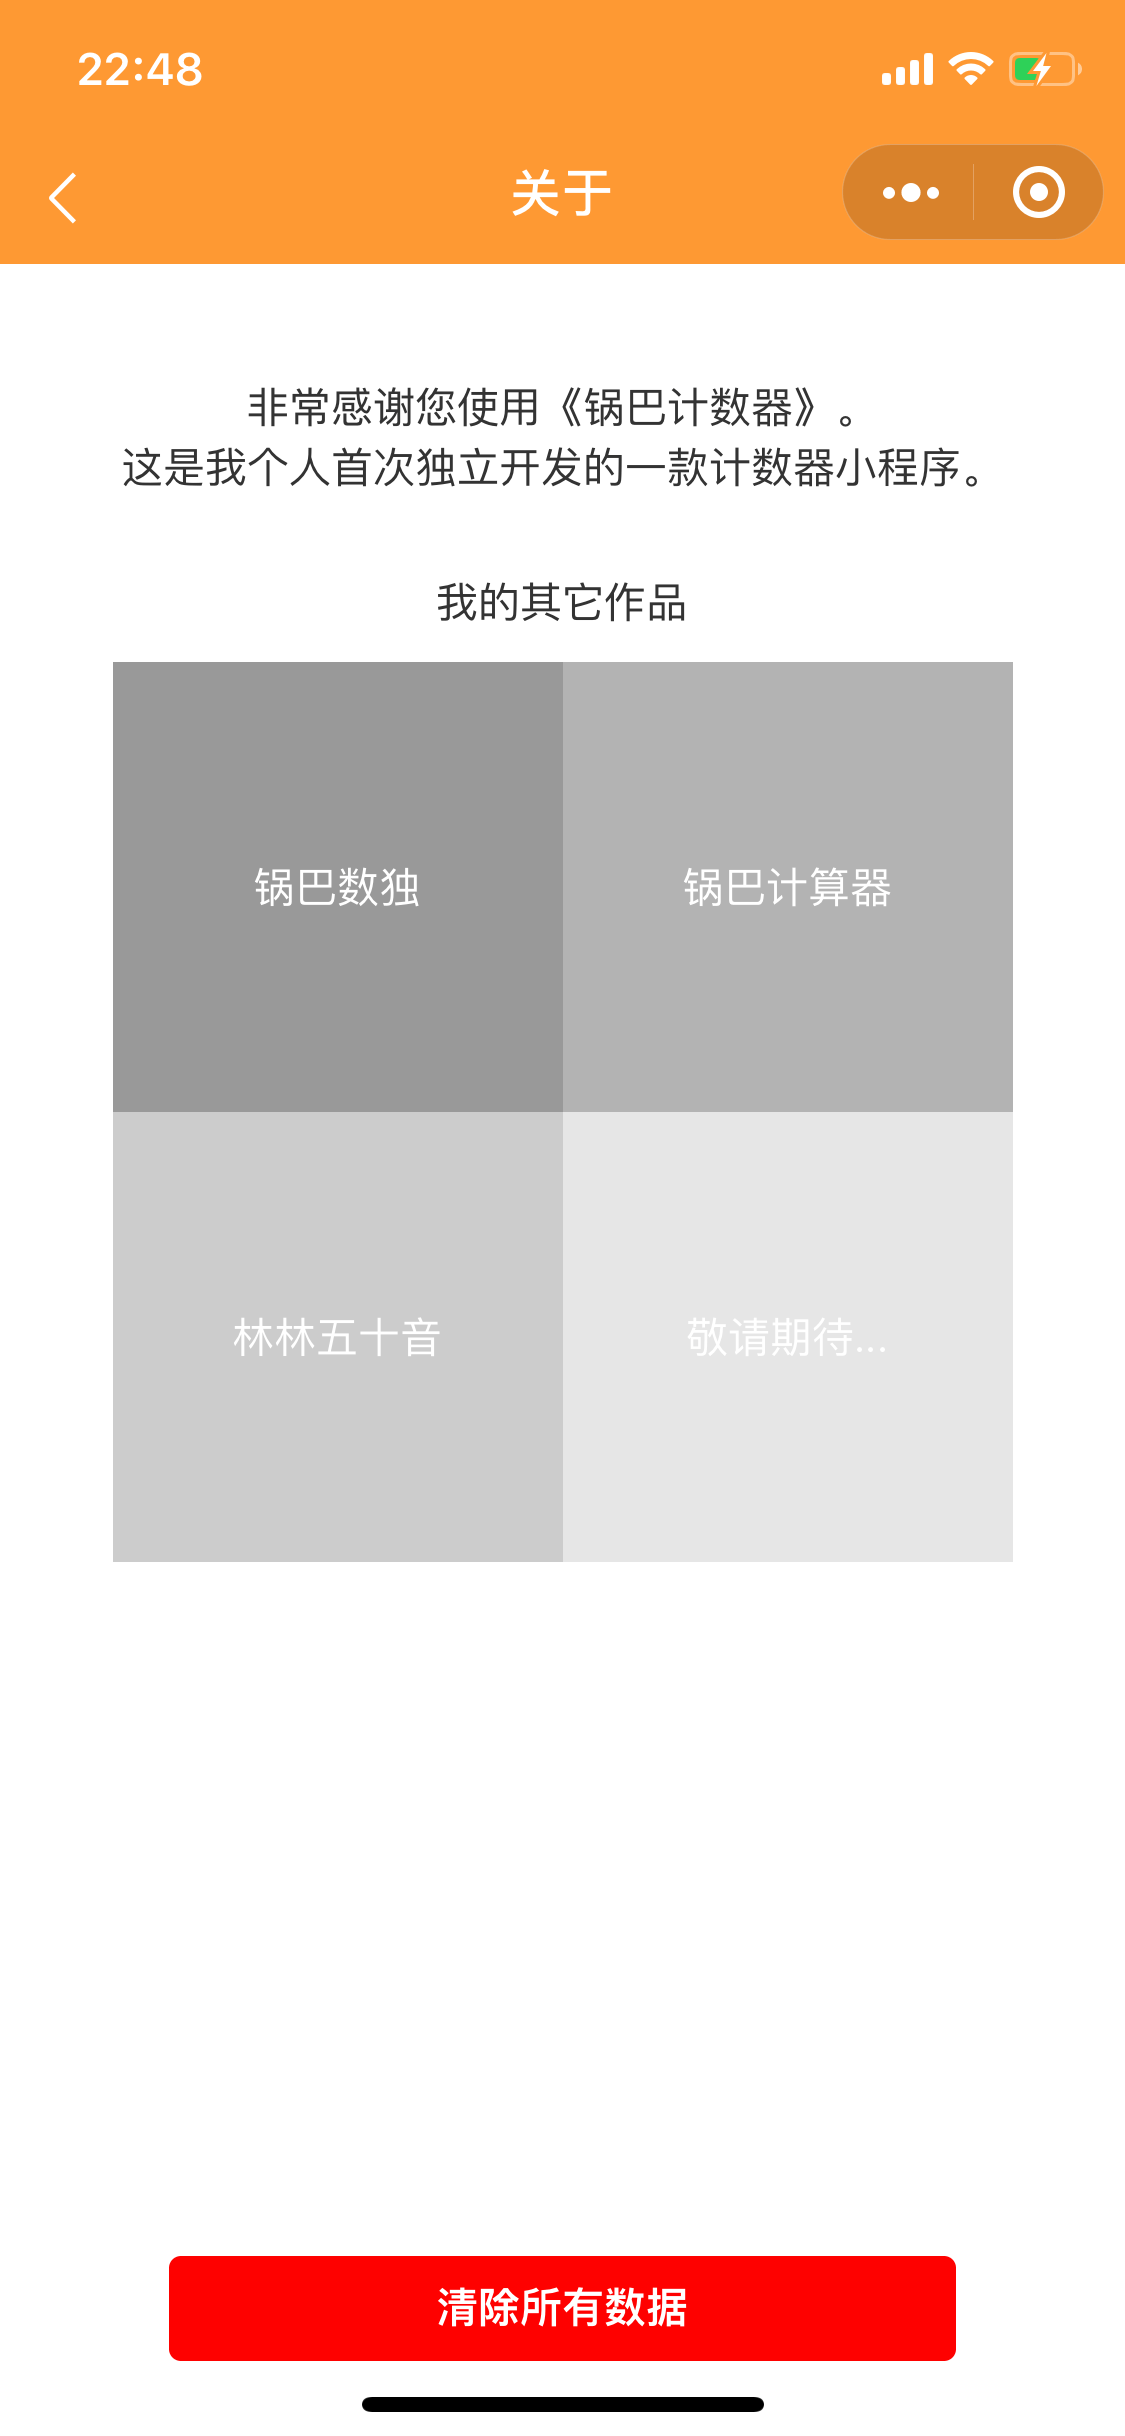 22:48
关于
非常感谢您使用《锅巴计数器》。
这是我个人首次独立开发的一款计数器小程序。
我的其它作品
锅巴数独
锅巴计算器
林林五十音
敬请期待...
清除所有数据